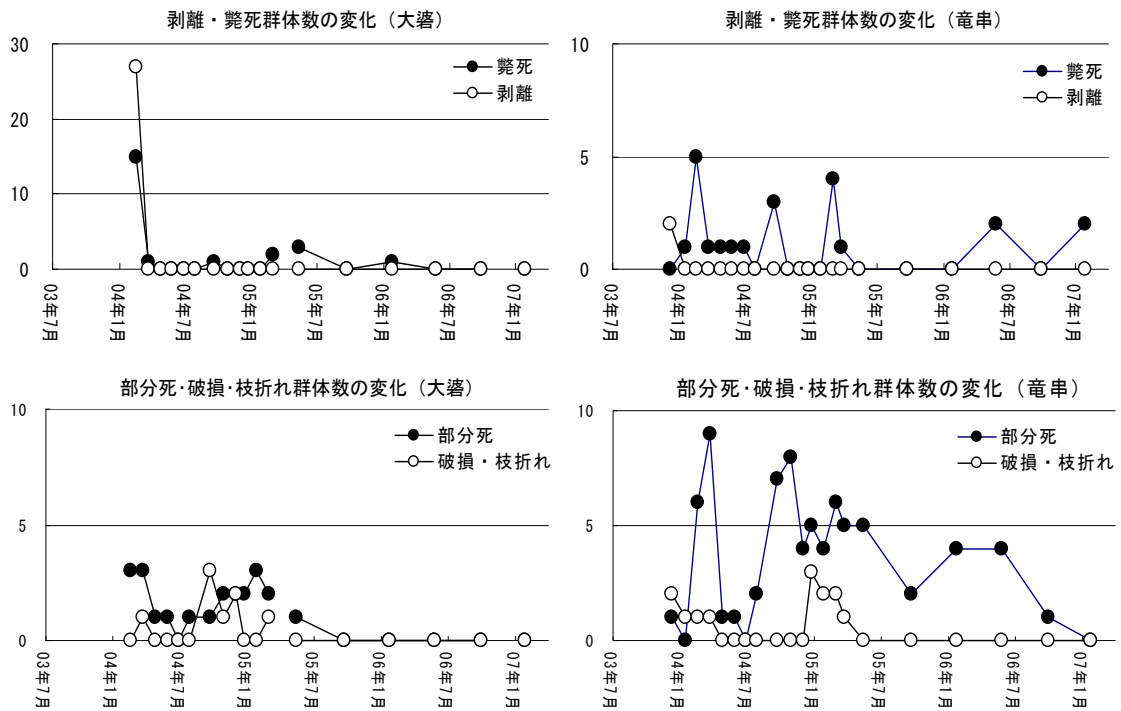 剥離・斃死群体数の変化（大碆）
30
20
10
0
斃死
剥離
03年7月
04年1月
04年7月
05年1月
05年7月
06年1月
06年7月
07年1月
剥離・斃死群体数の変化（竜串）
10
5
0
斃死
剥離
03年7月
04年1月
04年7月
05年1月
05年7月
06年1月
06年7月
07年1月
部分死･破損･枝折れ群体数の変化（大碆）
10
5
0
部分死
破損・枝折れ
03年7月
04年1月
04年7月
05年1月
05年7月
06年1月
06年7月
07年1月
部分死･破損･枝折れ群体数の変化（竜串）
10
5
0
部分死
破損・枝折れ
03年7月
04年1月
04年7月
05年1月
05年7月
06年1月
06年7月
07年1月